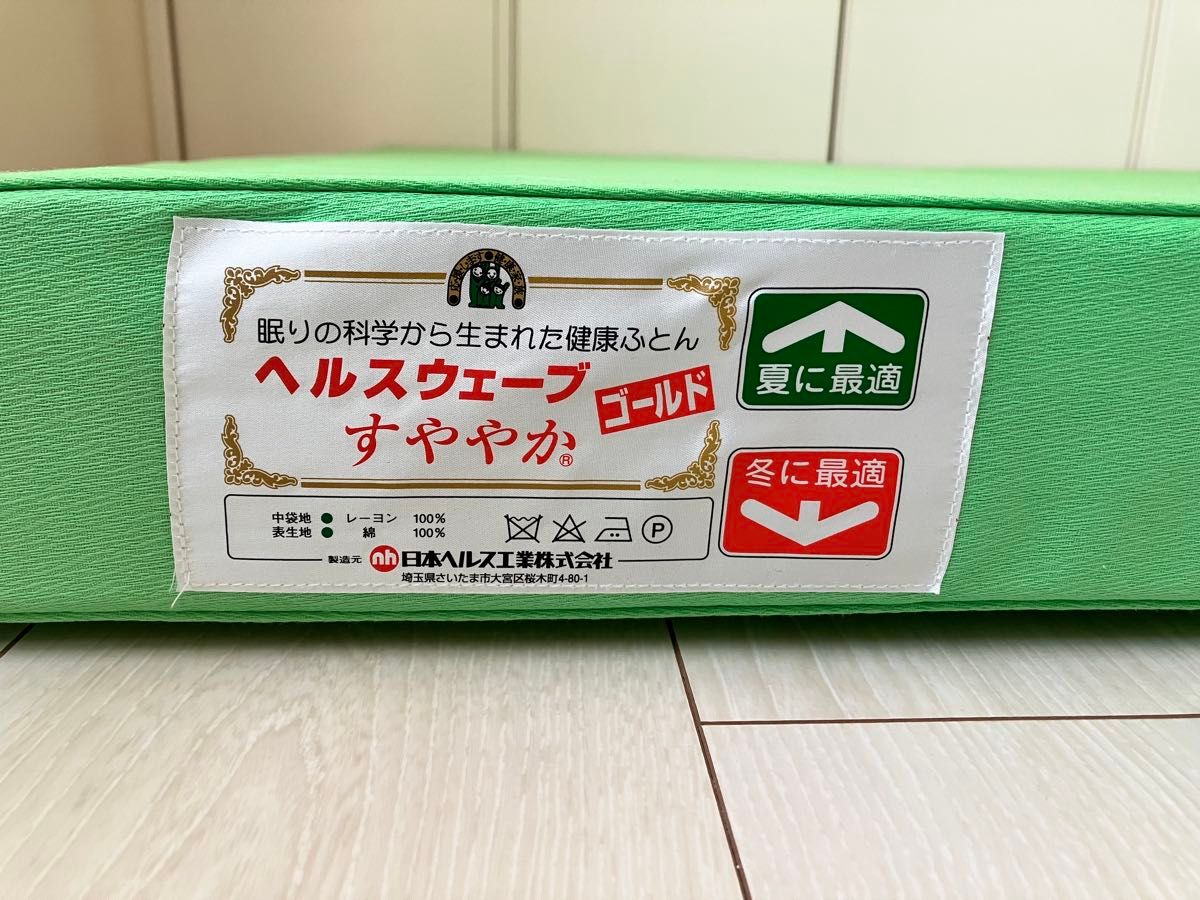 眠りの科学から生まれた健康ふとん
ヘルスウェーブ
ゴールド
すややか®
夏に最適
冬に最適
中袋地 ● レーヨン 100%
表生地 ● 綿 100%
P
製造元 nh 日本ヘルス工業株式会社
埼玉県さいたま市大宮区桜木町4-80-1